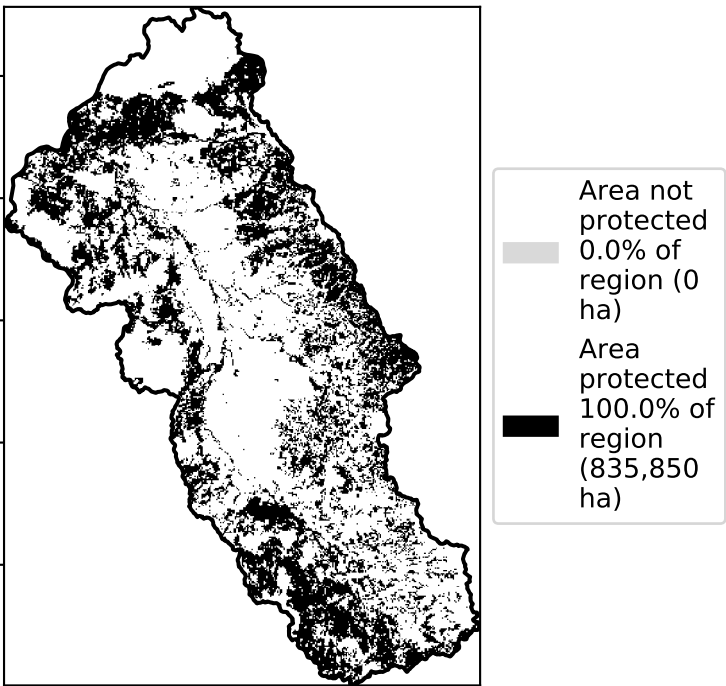 Area not
protected
0.0% of
region (0
ha)
Area
protected
100.0% of
region
(835,850
ha)